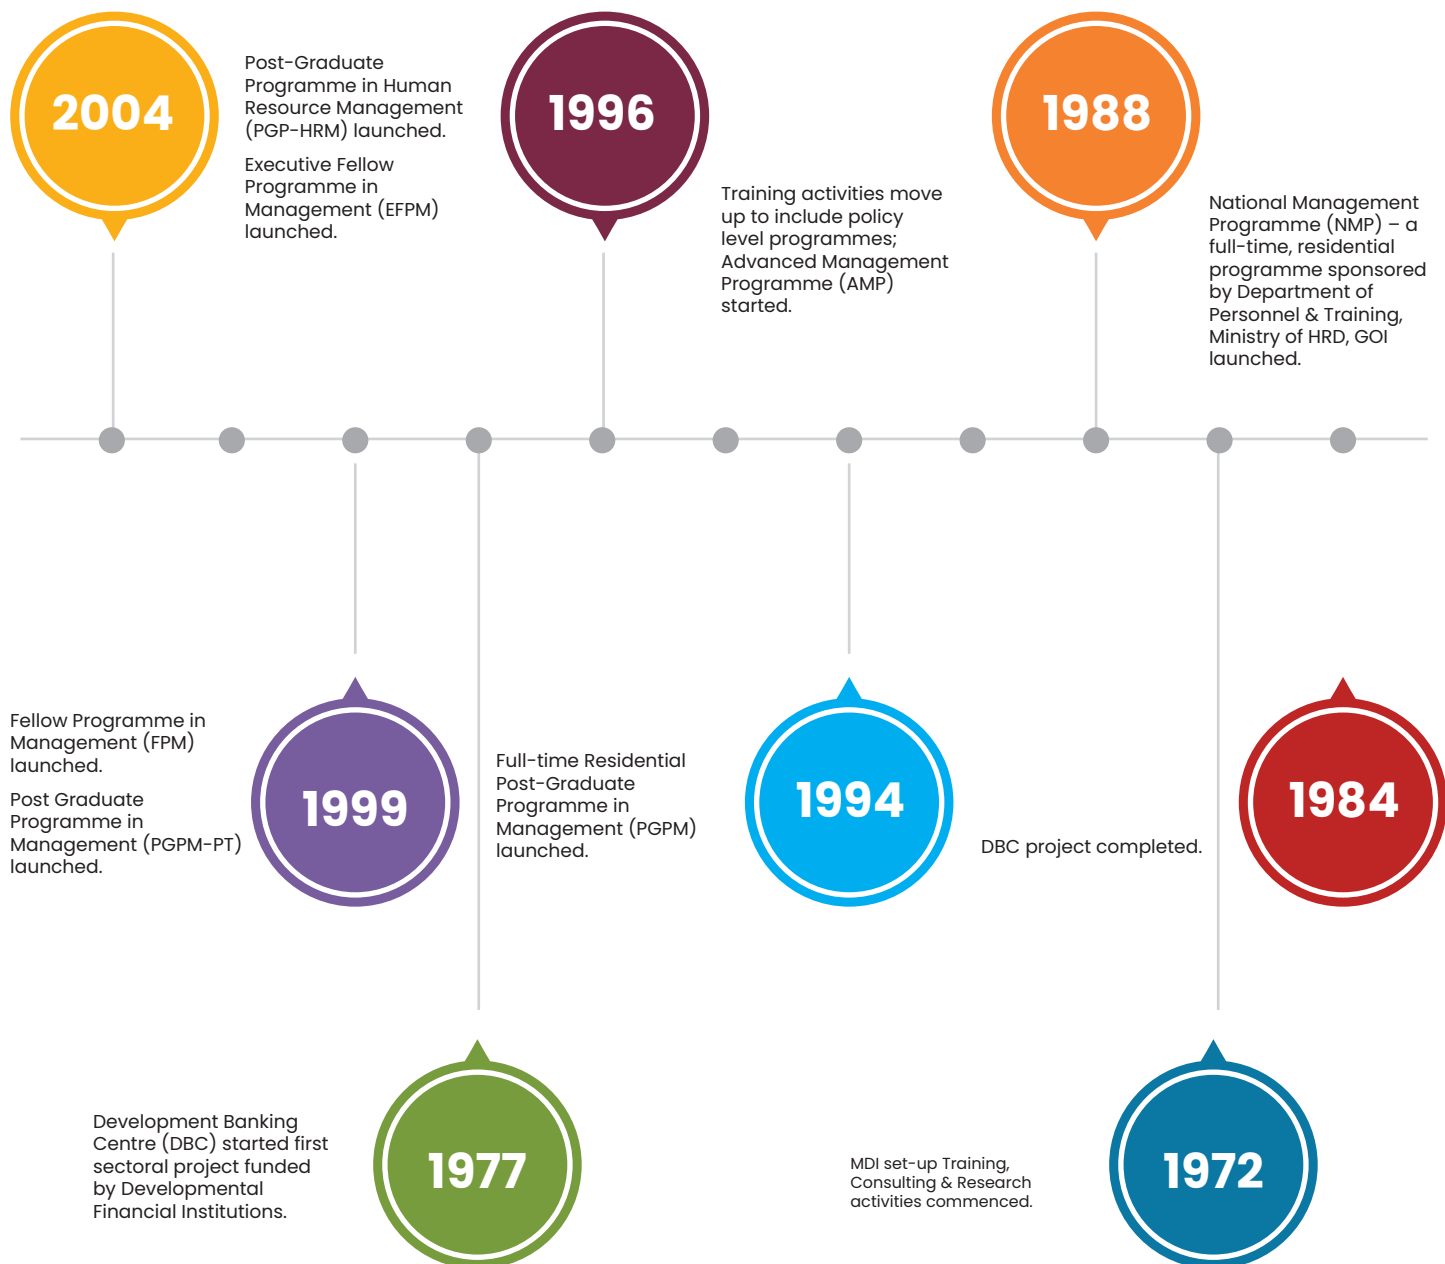 2004
Post-Graduate
Programme in Human
Resource Management
(PGP-HRM) launched.
Executive Fellow
Programme in
Management (EFPM)
launched.
1996
Training activities move
up to include policy
level programmes;
Advanced Management
Programme (AMP)
started.
1988
National Management
Programme (NMP) – a
full-time, residential
programme sponsored
by Department of
Personnel & Training,
Ministry of HRD, GOI
launched.
Fellow Programme in
Management (FPM)
launched.
Post Graduate
Programme in
Management (PGPM-PT)
launched.
1999
Full-time Residential
Post-Graduate
Programme in
Management (PGPM)
launched.
1994
DBC project completed.
1984
Development Banking
Centre (DBC) started first
sectoral project funded
by Developmental
Financial Institutions.
1977
MDI set-up Training,
Consulting & Research
activities commenced.
1972